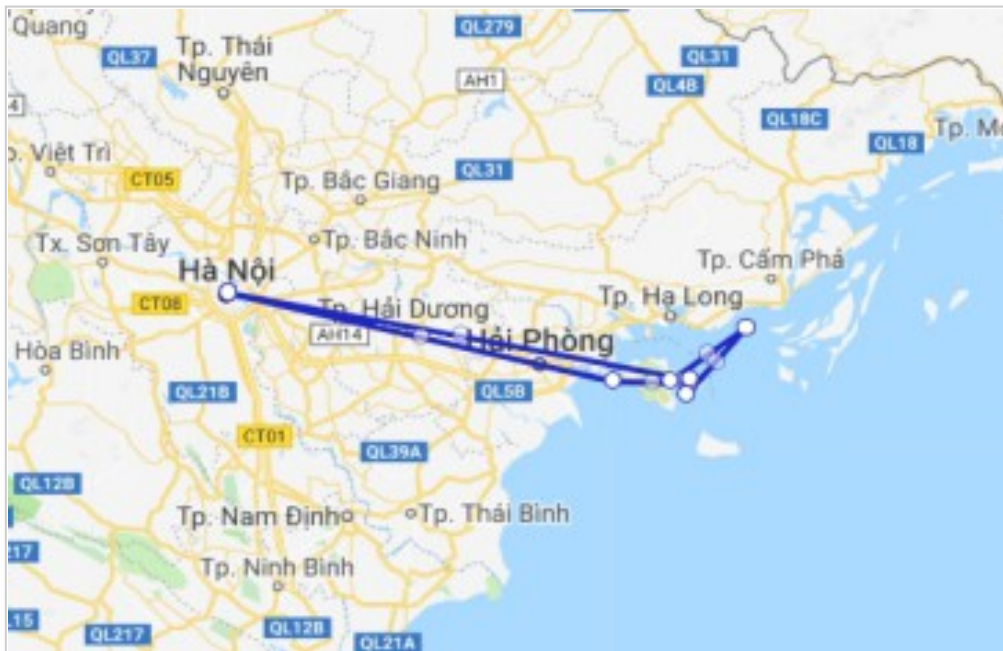 Quang
QL279
QL37
Tp. Thái
Nguyên
AH1
QL31
QL4B
QL18C
QL18
Tp. Mó
4
o. Việt Trì
CT05
QL31
Tp. Bắc Giang
Tx. Sơn Tây
Tp. Bắc Ninh
Tp. Cẩm Phả
Hà Nội
CT08
Tp. Hải Dương
Tp. Hạ Long
AH14
Hải Phòng
Hòa Bình
QL21B
QL5B
CT01
QL39A
QL12B
Tp. Nam Định
Tp. Thái Bình
217
Tp. Ninh Bình
L15
QL217
QL12B
QL21A